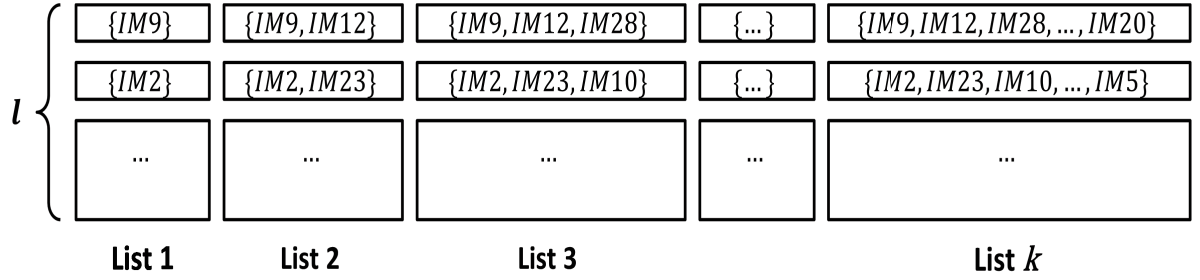 {IM9} {IM9, IM12} {IM9, IM12, IM28} {...} {IM9, IM12, IM28, ..., IM20}
{IM2} {IM2, IM23} {IM2, IM23, IM10} {...} {IM2, IM23, IM10, ..., IM5}
l
... ... ... ... ...
List 1 List 2 List 3 List k